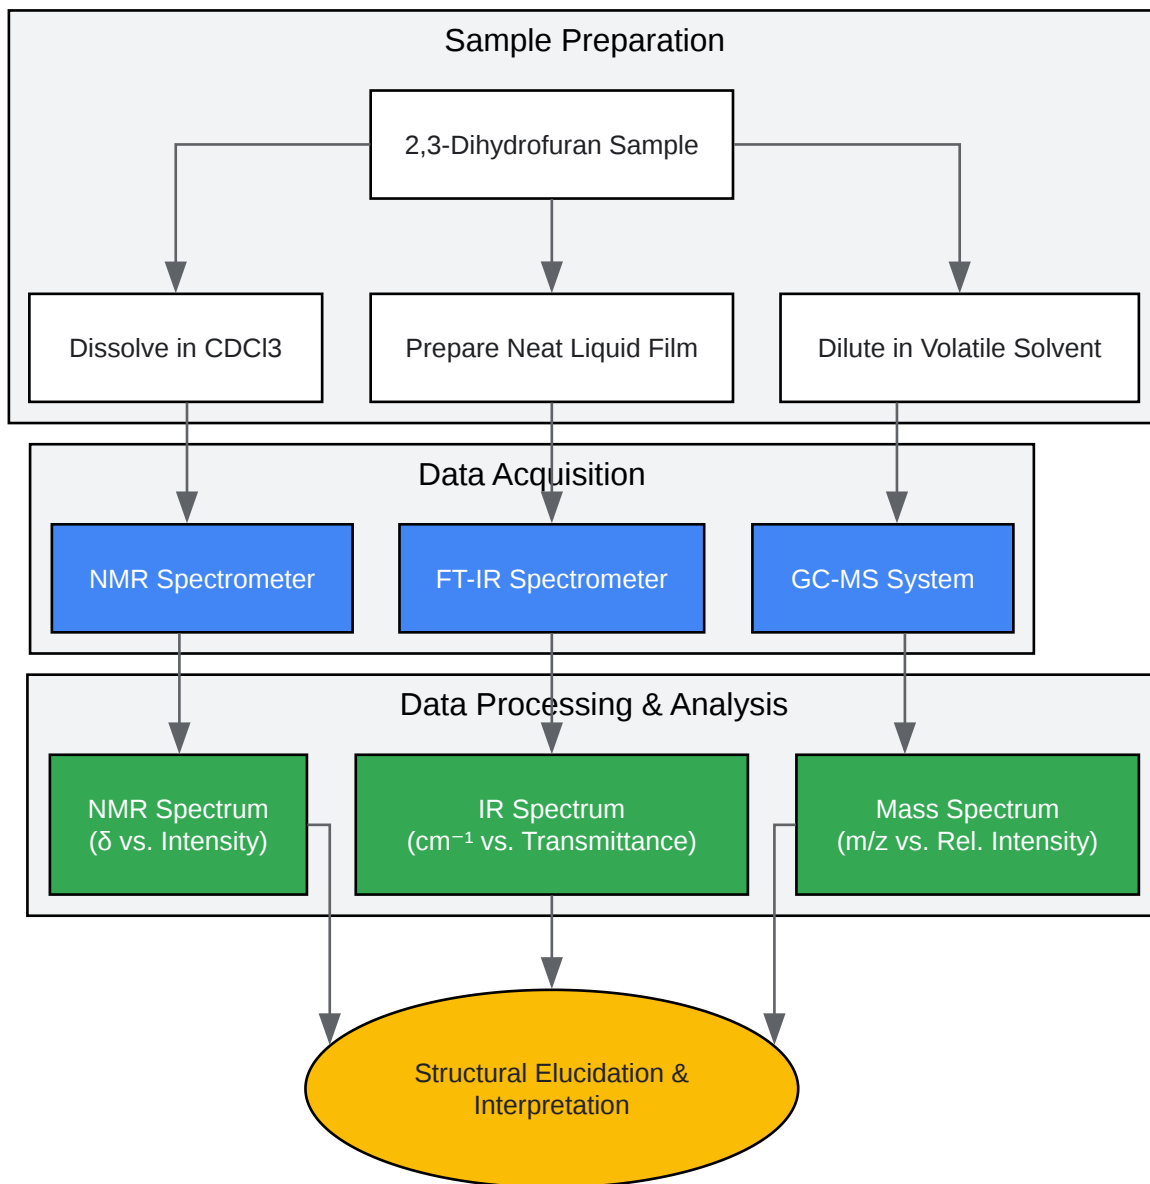 Sample Preparation
2,3-Dihydrofuran Sample
Dissolve in CDCl3
Prepare Neat Liquid Film
Dilute in Volatile Solvent
Data Acquisition
NMR Spectrometer
FT-IR Spectrometer
GC-MS System
Data Processing & Analysis
NMR Spectrum
(δ vs. Intensity)
IR Spectrum
(cm⁻¹ vs. Transmittance)
Mass Spectrum
(m/z vs. Rel. Intensity)
Structural Elucidation &
Interpretation